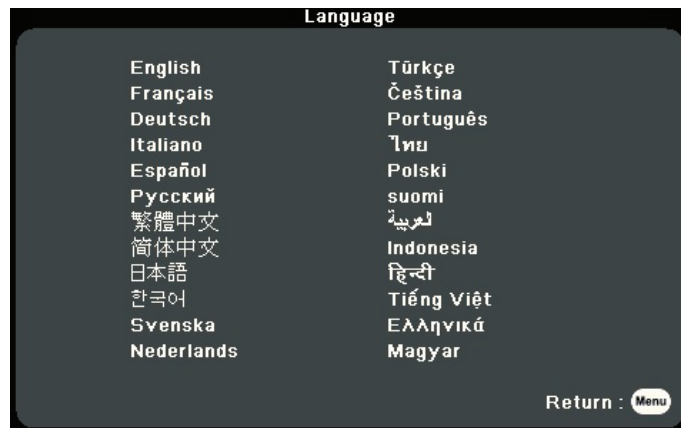 Language
English
Français
Deutsch
Italiano
Español
Русский
繁體中文
简体中文
日本語
한국어
Svenska
Nederlands
Türkçe
Čeština
Português
ไทย
Polski
suomi
العربية
Indonesia
हिन्दी
Tiếng Việt
Ελληνικά
Magyar
Return : Menu